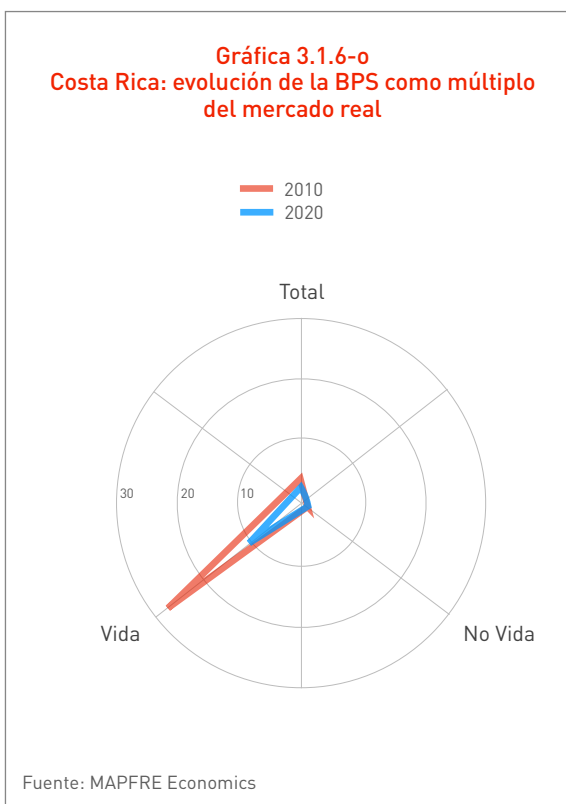 Gráfica 3.1.6-o
Costa Rica: evolución de la BPS como múltiplo
del mercado real
2010
2020
Total
30
20
10
Vida
No Vida
Fuente: MAPFRE Economics